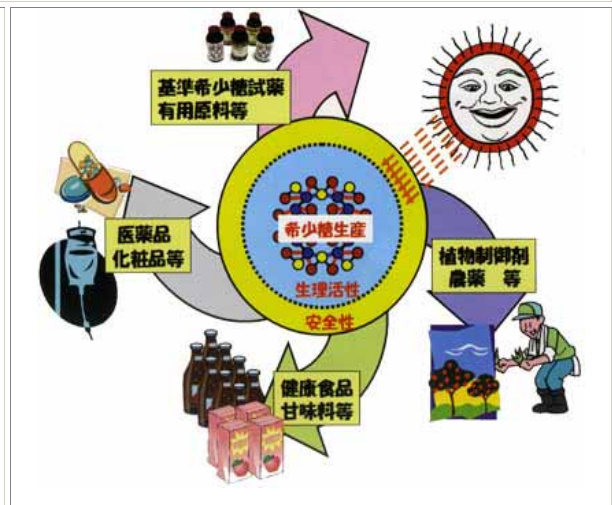 基準希少糖試薬
有用原料等
医薬品
化粧品等
希少糖生産
生理活性
安全性
植物制御剤
農薬 等
健康食品
甘味料等